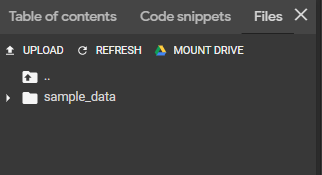 Table of contents Code snippets Files
UPLOAD REFRESH MOUNT DRIVE
..
sample_data